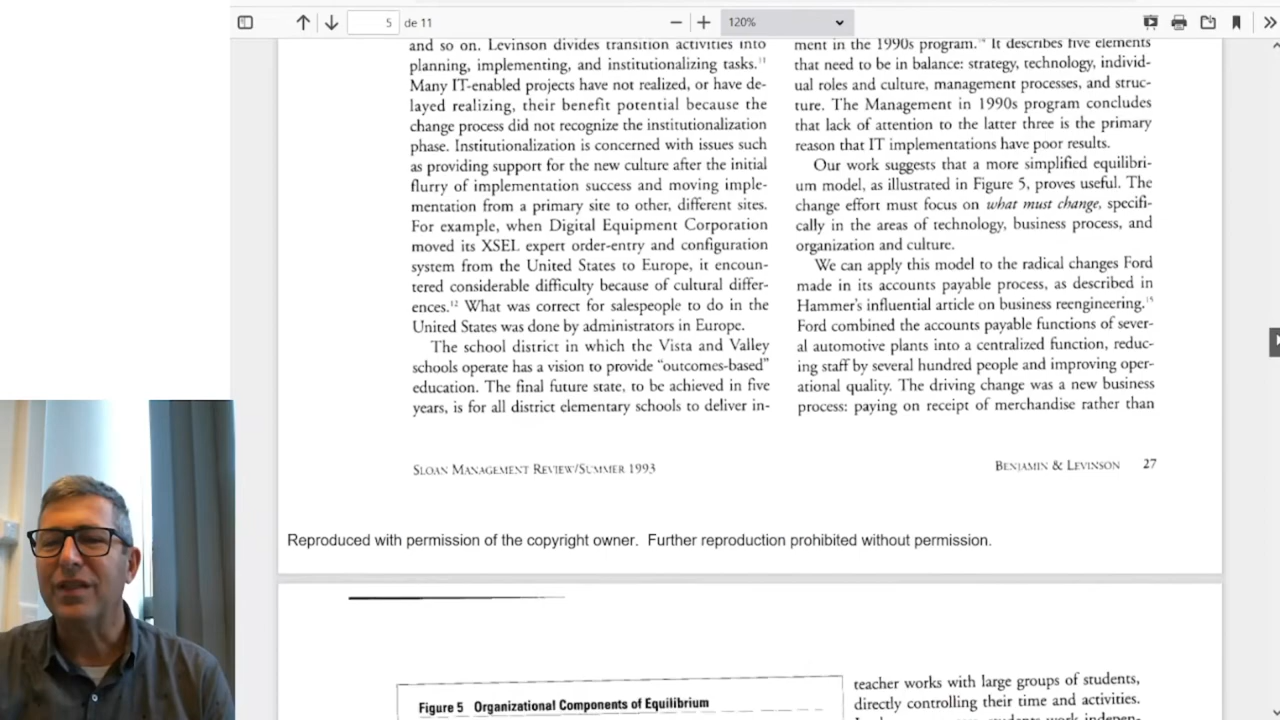 5 de 11
120%
and so on. Levinson divides transition activities into
planning, implementing, and institutionalizing tasks.¹¹
Many IT-enabled projects have not realized, or have de-
layed realizing, their benefit potential because the
change process did not recognize the institutionalization
phase. Institutionalization is concerned with issues such
as providing support for the new culture after the initial
flurry of implementation success and moving imple-
mentation from a primary site to other, different sites.
For example, when Digital Equipment Corporation
moved its XSEL expert order-entry and configuration
system from the United States to Europe, it encoun-
tered considerable difficulty because of cultural differ-
ences.¹² What was correct for salespeople to do in the
United States was done by administrators in Europe.
The school district in which the Vista and Valley
schools operate has a vision to provide “outcomes-based”
education. The final future state, to be achieved in five
years, is for all district elementary schools to deliver in-
ment in the 1990s program. It describes five elements
that need to be in balance: strategy, technology, individ-
ual roles and culture, management processes, and struc-
ture. The Management in 1990s program concludes
that lack of attention to the latter three is the primary
reason that IT implementations have poor results.
Our work suggests that a more simplified equilibri-
um model, as illustrated in Figure 5, proves useful. The
change effort must focus on what must change, specifi-
cally in the areas of technology, business process, and
organization and culture.
We can apply this model to the radical changes Ford
made in its accounts payable process, as described in
Hammer's influential article on business reengineering.¹⁵
Ford combined the accounts payable functions of sever-
al automotive plants into a centralized function, reduc-
ing staff by several hundred people and improving oper-
ational quality. The driving change was a new business
process: paying on receipt of merchandise rather than
SLOAN MANAGEMENT REVIEW/SUMMER 1993
BENJAMIN & LEVINSON 27
Reproduced with permission of the copyright owner. Further reproduction prohibited without permission.
Figure 5 Organizational Components of Equilibrium
teacher works with large groups of students,
directly controlling their time and activities.